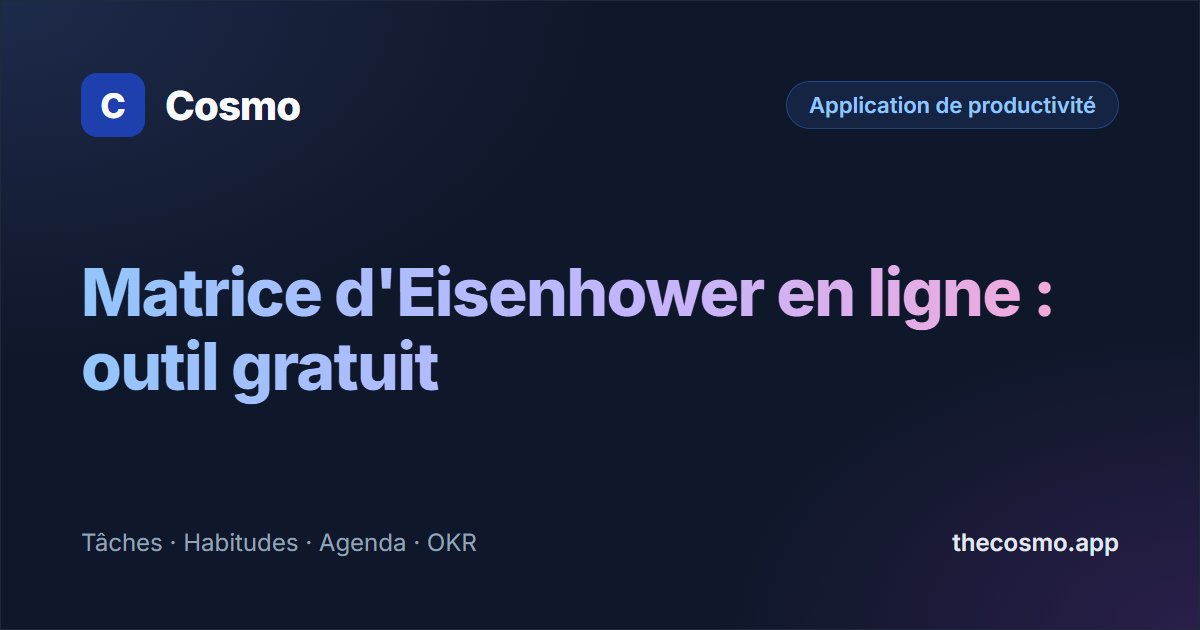 C
Cosmo
Application de productivité
Matrice d'Eisenhower en ligne :
outil gratuit
Tâches · Habitudes · Agenda · OKR
thecosmo.app